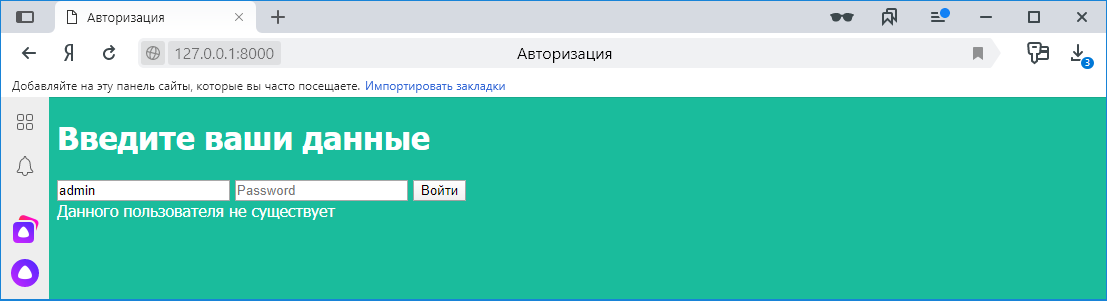 Авторизация
127.0.0.1:8000 Авторизация
3
Добавляйте на эту панель сайты, которые вы часто посещаете. Импортировать закладки
Введите ваши данные
admin Password Войти
Данного пользователя не существует